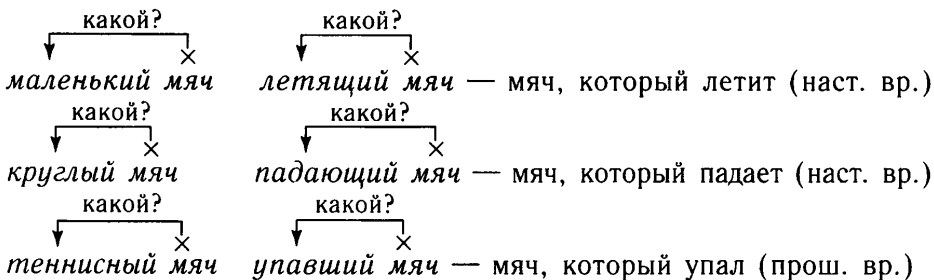 какой? какой?
маленький мяч летящий мяч — мяч, который летит (наст. вр.)
какой? какой?
круглый мяч падающий мяч — мяч, который падает (наст. вр.)
какой? какой?
теннисный мяч упавший мяч — мяч, который упал (прош. вр.)